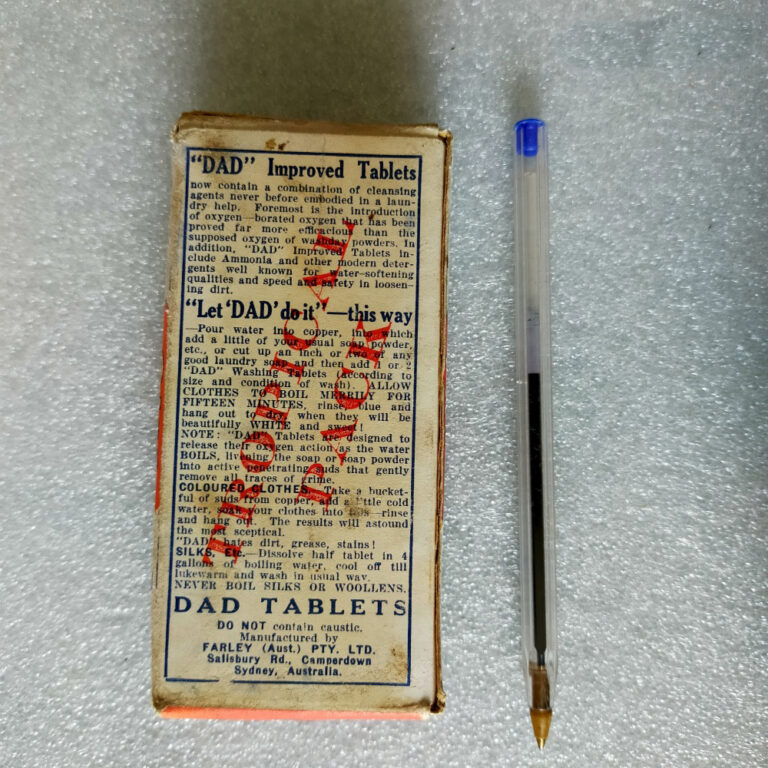 "DAD" Improved Tablets
now contain a combination of cleansing
agents never before embodied in a laun-
dry help. Foremost is the introduction
of oxygen—borated oxygen that has been
proved far more efficacious than the
supposed oxygen of washday powders. In
addition, "DAD" Improved Tablets in-
clude Ammonia and other modern deter-
gents well known for water-softening
qualities and speed and safety in loosen-
ing dirt.
"Let 'DAD' do it"—this way
—Pour water into copper, into which
add a little of your usual soap powder,
etc., or cut up an inch or two of any
good laundry soap and then add 1 or 2
"DAD" Washing Tablets (according to
size and condition of wash). ALLOW
CLOTHES TO BOIL MERRILY FOR
FIFTEEN MINUTES, rinse, blue and
hang out to dry, when they will be
beautifully WHITE and sweet!
NOTE: "DAD" Tablets are designed to
release their oxygen action as the water
BOILS, livening the soap or soap powder
into active penetrating suds that gently
remove all traces of grime.
COLOURED CLOTHES. Take a bucket-
ful of suds from copper, add a little cold
water, soak your clothes into this—rinse
and hang out. The results will astound
the most sceptical.
"DAD" hates dirt, grease, stains!
SILKS, Etc.—Dissolve half tablet in 4
gallons of boiling water, cool off till
lukewarm and wash in usual way.
NEVER BOIL SILKS OR WOOLLENS.
DAD TABLETS
DO NOT contain caustic.
Manufactured by
FARLEY (Aust.) PTY. LTD.
Salisbury Rd., Camperdown
Sydney, Australia.
TROPICAL
PACK